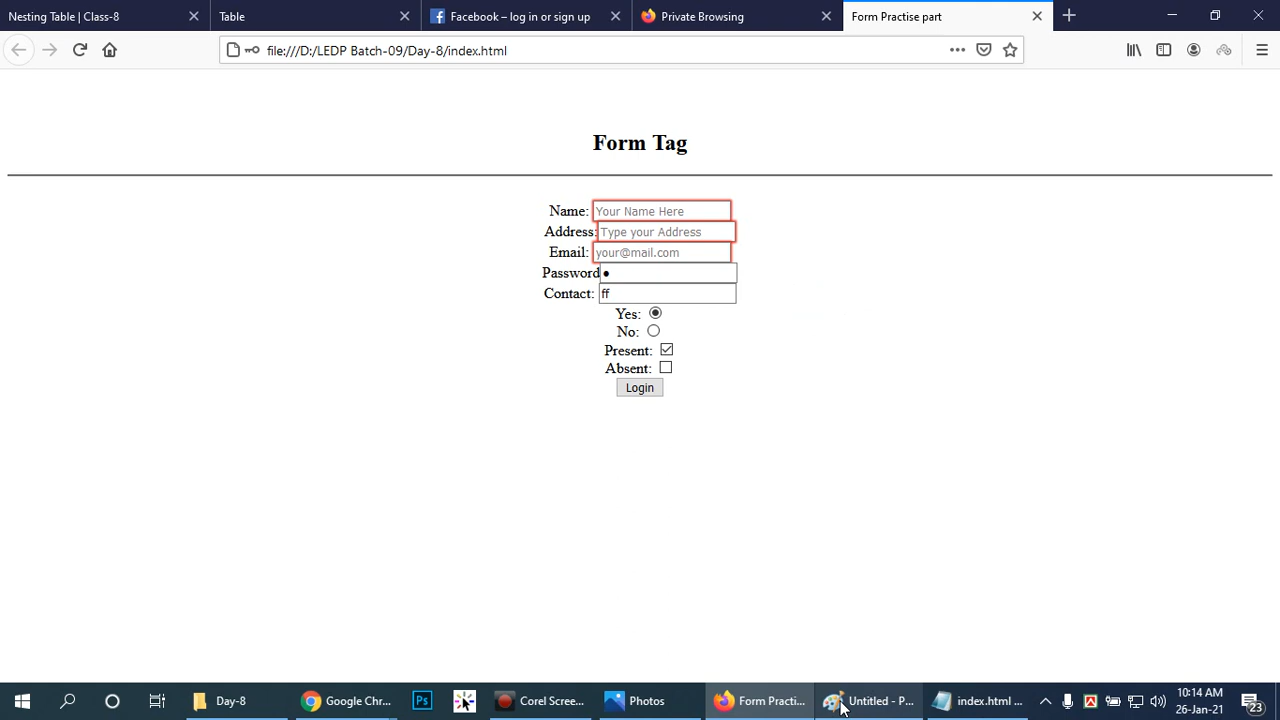 Nesting Table | Class-8
Table
Facebook – log in or sign up
Private Browsing
Form Practise part
file:///D:/LEDP Batch-09/Day-8/index.html
Form Tag
Name: Your Name Here
Address: Type your Address
Email: your@mail.com
Password
Contact: ff
Yes:
No:
Present:
Absent:
Login
Day-8
Google Chr...
Ps
Corel Scree...
Photos
Form Practi...
Untitled - P...
index.html ...
10:14 AM
26-Jan-21
23